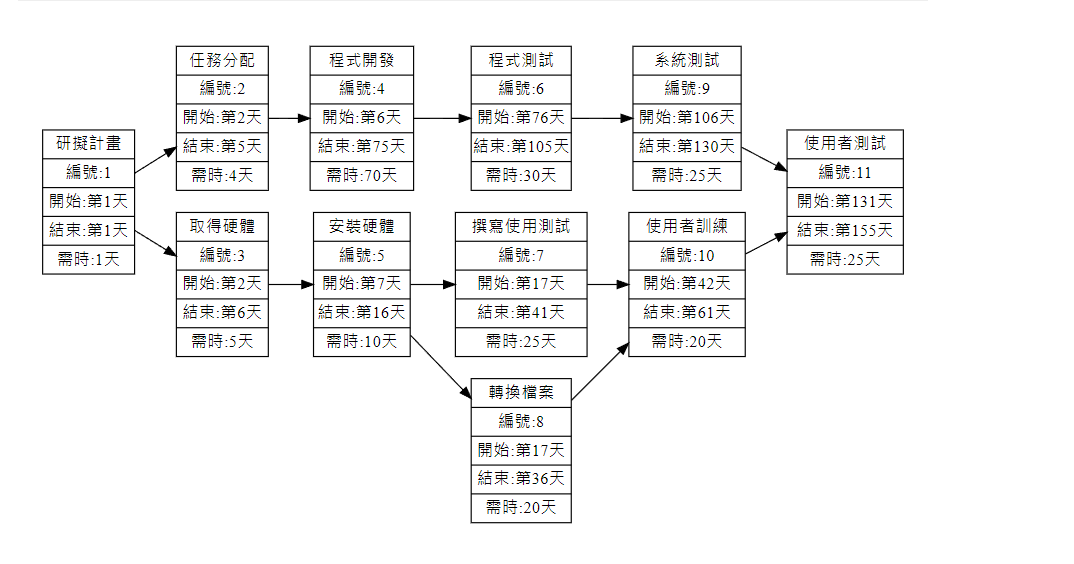 研擬計畫
編號:1
開始:第1天
結束:第1天
需時:1天
任務分配
編號:2
開始:第2天
結束:第5天
需時:4天
程式開發
編號:4
開始:第6天
結束:第75天
需時:70天
程式測試
編號:6
開始:第76天
結束:第105天
需時:30天
系統測試
編號:9
開始:第106天
結束:第130天
需時:25天
取得硬體
編號:3
開始:第2天
結束:第6天
需時:5天
安裝硬體
編號:5
開始:第7天
結束:第16天
需時:10天
撰寫使用測試
編號:7
開始:第17天
結束:第41天
需時:25天
使用者訓練
編號:10
開始:第42天
結束:第61天
需時:20天
轉換檔案
編號:8
開始:第17天
結束:第36天
需時:20天
使用者測試
編號:11
開始:第131天
結束:第155天
需時:25天